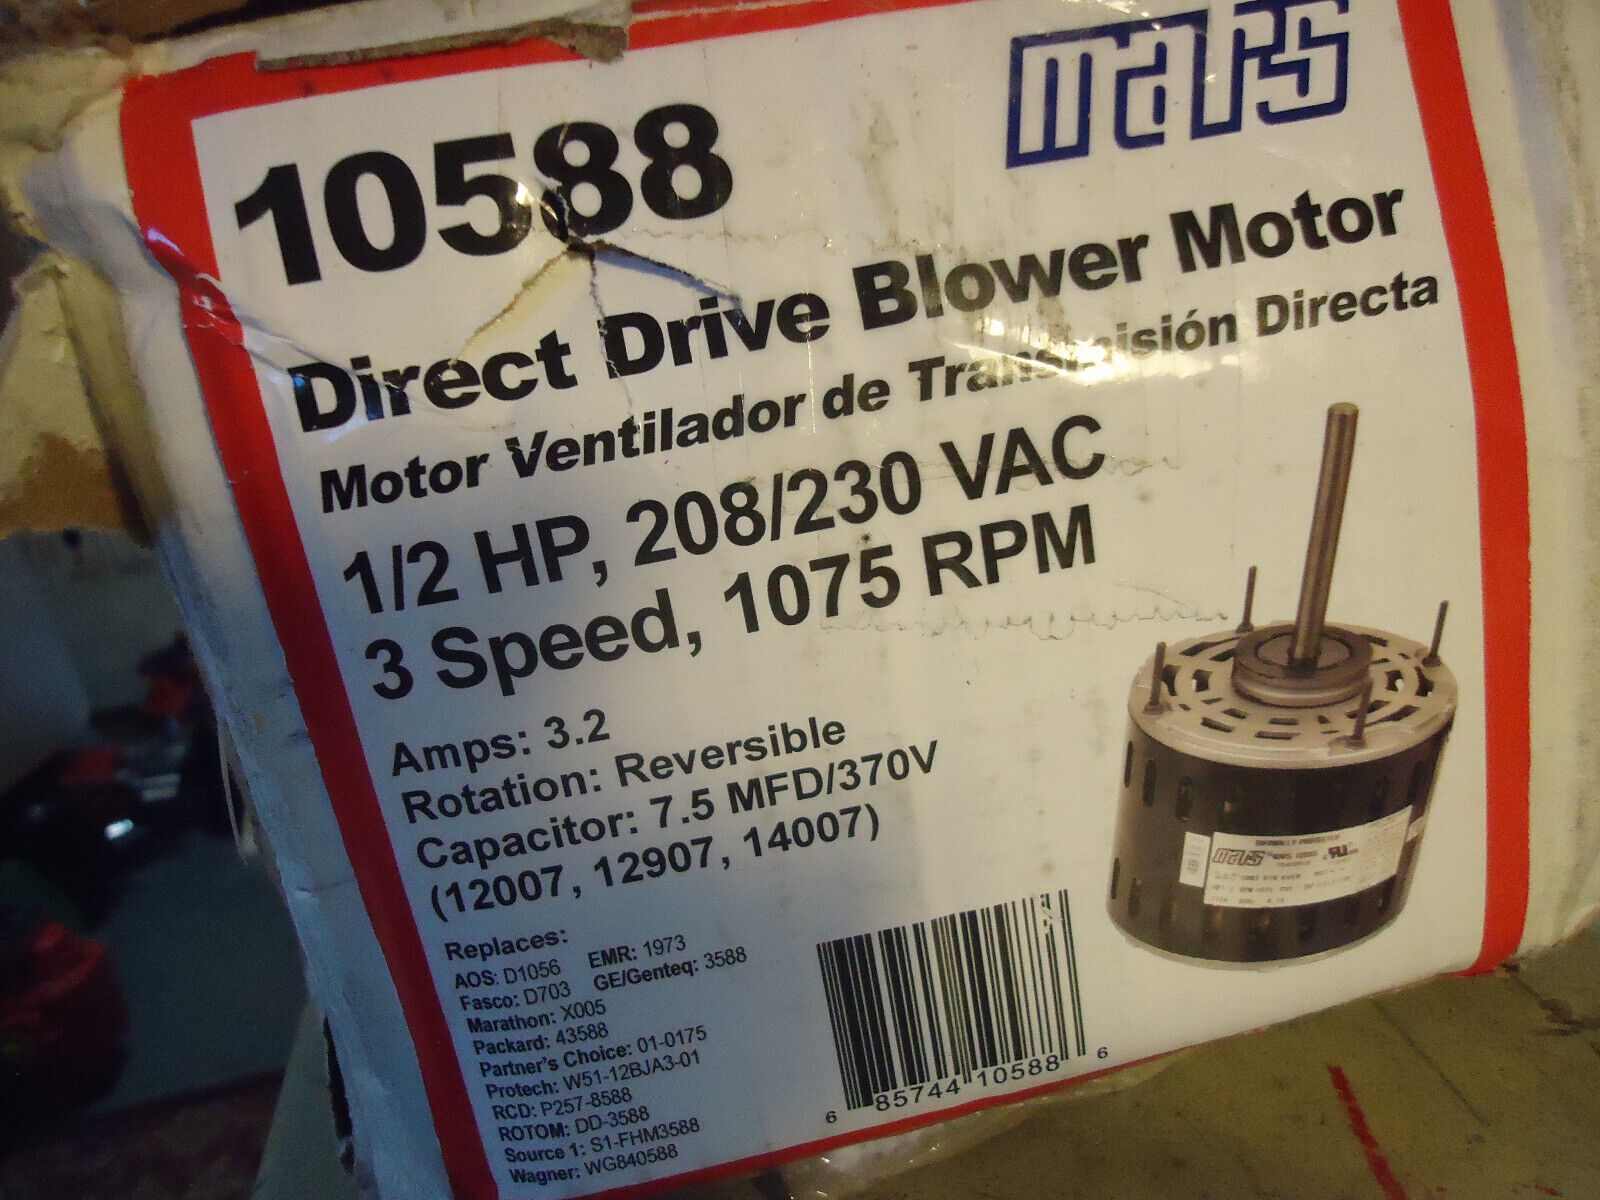 mars
10588
Direct Drive Blower Motor
Motor Ventilador de Transmisión Directa
1/2 HP, 208/230 VAC
3 Speed, 1075 RPM
Amps: 3.2
Rotation: Reversible
Capacitor: 7.5 MFD/370V
(12007, 12907, 14007)
Replaces:
AOS: D1056 EMR: 1973
Fasco: D703 GE/Genteq: 3588
Marathon: X005
Packard: 43588
Partner's Choice: 01-0175
Protech: W51-12BJA3-01
RCD: P257-8588
ROTOM: DD-3588
Source 1: S1-FHM3588
Wagner: WG840588
6 85744 10588 6
THERMALLY PROTECTED
mars